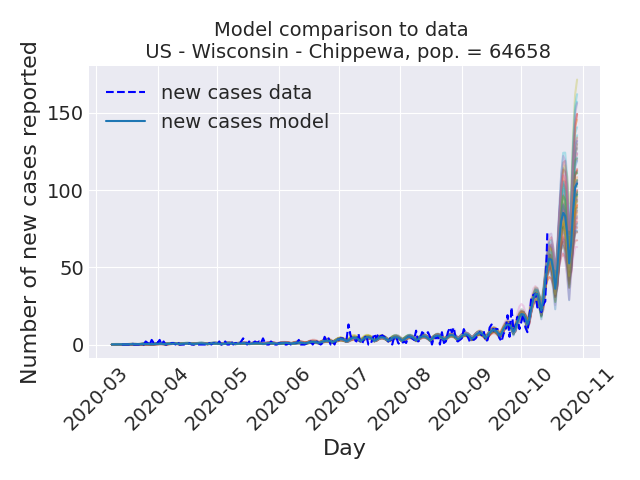 Model comparison to data
US - Wisconsin - Chippewa, pop. = 64658
Number of new cases reported
150
100
50
0
new cases data
new cases model
2020-03
2020-04
2020-05
2020-06
2020-07
2020-08
2020-09
2020-10
2020-11
Day